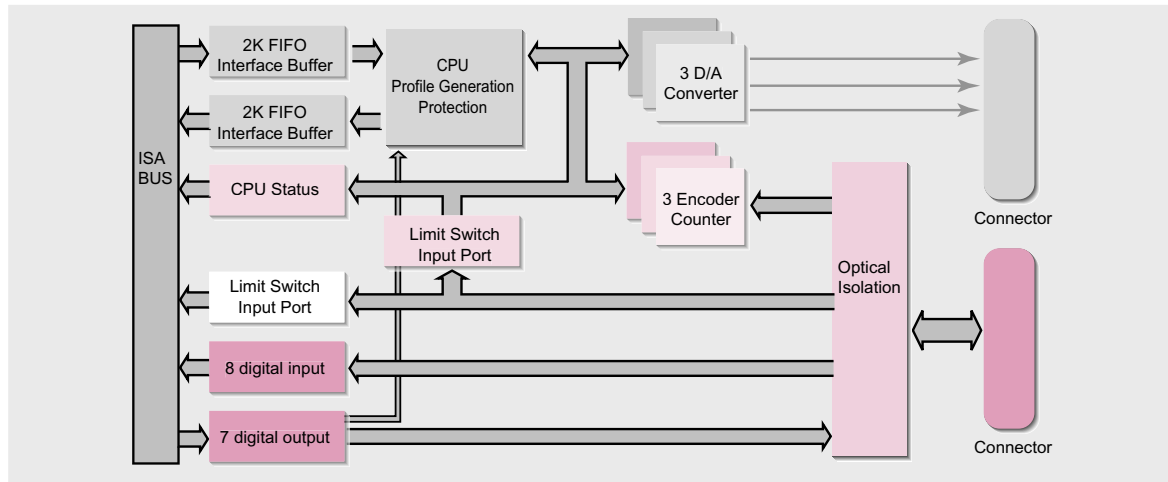 2K FIFO
Interface Buffer
CPU
Profile Generation
Protection
3 D/A
Converter
2K FIFO
Interface Buffer
ISA
BUS
CPU Status
3 Encoder
Counter
Connector
Limit Switch
Input Port
Optical
Isolation
Limit Switch
Input Port
8 digital input
7 digital output
Connector